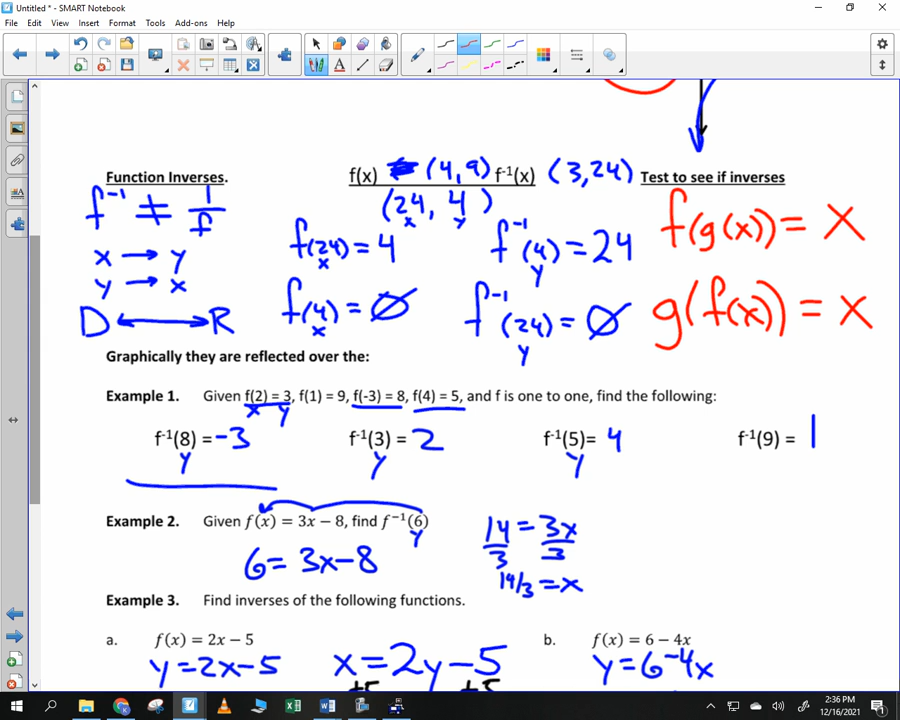 Untitled * - SMART Notebook
File Edit View Insert Format Tools Add-ons Help
Function Inverses. f(x) (4, 9) f⁻¹(x) (3, 24) Test to see if inverses
(24, 4)
x y
f⁻¹ ≠ 1/f
f(24) = 4
x
f⁻¹(4) = 24
y
f(g(x)) = x
x → y
y → x
f(4) = Ø
x
f⁻¹(24) = Ø
y
g(f(x)) = x
D ↔ R
Graphically they are reflected over the:
Example 1. Given f(2) = 3, f(1) = 9, f(-3) = 8, f(4) = 5, and f is one to one, find the following:
x y
f⁻¹(8) = -3 f⁻¹(3) = 2 f⁻¹(5)= 4 f⁻¹(9) = 1
y y y
Example 2. Given f(x) = 3x − 8, find f⁻¹(6)
y
6 = 3x-8
14 = 3x
3 3
14/3 = x
Example 3. Find inverses of the following functions.
a. f(x) = 2x − 5 b. f(x) = 6 − 4x
y = 2x-5 x = 2y-5 y = 6-4x
+5 +5
2:36 PM
12/16/2021